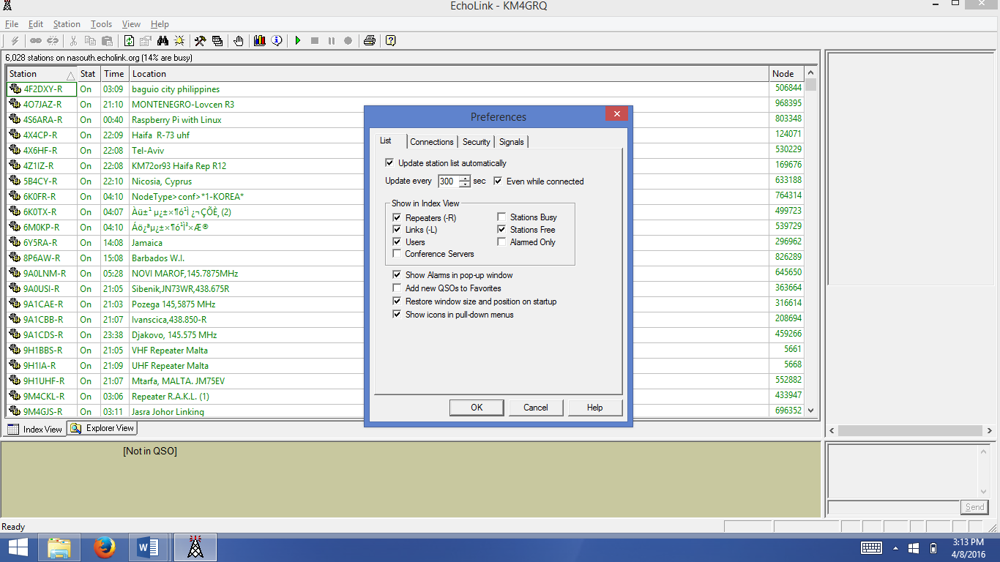 EchoLink - KM4GRQ
File Edit Station Tools View Help
6,028 stations on nasouth.echolink.org (14% are busy)
Station Stat Time Location Node
4F2DXY-R On 03:09 baguio city philippines 506844
4O7JAZ-R On 21:10 MONTENEGRO-Lovcen R3 968395
4S6ARA-R On 00:40 Raspberry Pi with Linux 803348
4X4CP-R On 22:09 Haifa R-73 uhf 124071
4X6HF-R On 22:08 Tel-Aviv 530229
4Z1IZ-R On 22:08 KM72or93 Haifa Rep R12 169676
5B4CY-R On 22:10 Nicosia, Cyprus 633188
6K0FR-R On 04:10 NodeType>conf>*1-KOREA* 764314
6K0TX-R On 04:07 Àü±¹ µ¿±×¶ó¹Ì ¿¬ÇÕÈ¸ (2) 499723
6M0KP-R On 04:10 Áö¿ªµ¿±×¶ó¹Ì³×Æ® 539729
6Y5RA-R On 14:08 Jamaica 296962
8P6AW-R On 15:08 Barbados W.I. 826289
9A0LNM-R On 05:28 NOVI MAROF,145.7875MHz 645650
9A0USI-R On 21:05 Sibenik,JN73WR,438.675R 363664
9A1CAE-R On 21:03 Pozega 145,5875 MHz 316614
9A1CBB-R On 21:07 Ivanscica,438.850-R 208694
9A1CDS-R On 23:38 Djakovo, 145.575 MHz 459266
9H1BBS-R On 21:05 VHF Repeater Malta 5661
9H1IA-R On 21:09 UHF Repeater Malta 5668
9H1UHF-R On 21:07 Mtarfa, MALTA. JM75EV 552882
9M4CKL-R On 03:06 Repeater R.A.K.L. (1) 433947
9M4GJS-R On 03:11 Jasra Johor Linking 696352
Index View Explorer View
Preferences
List Connections Security Signals
Update station list automatically
Update every 300 sec Even while connected
Show in Index View
Repeaters (-R) Stations Busy
Links (-L) Stations Free
Users Alarmed Only
Conference Servers
Show Alarms in pop-up window
Add new QSOs to Favorites
Restore window size and position on startup
Show icons in pull-down menus
OK Cancel Help
[Not in QSO]
Send
Ready
3:13 PM
4/8/2016